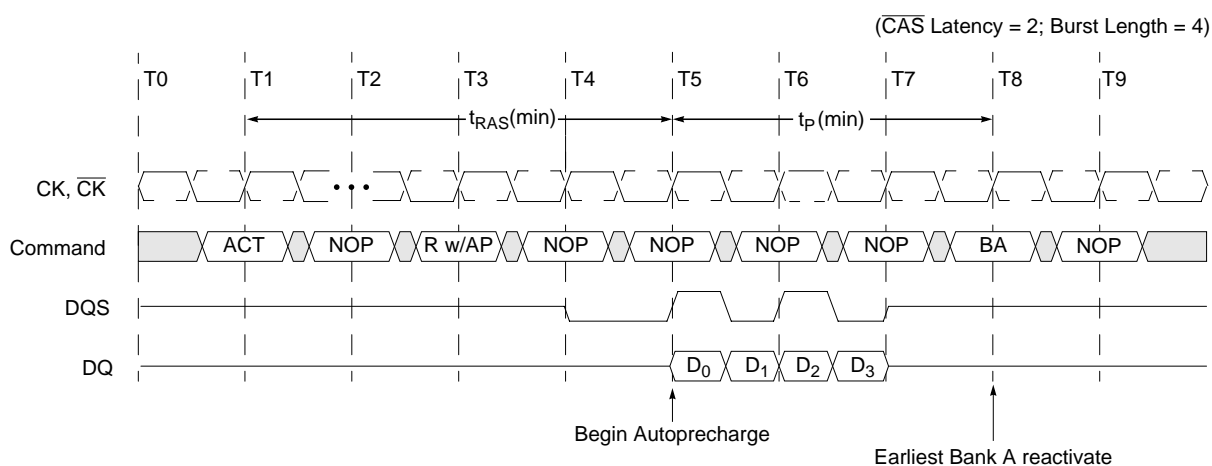 (CAS Latency = 2; Burst Length = 4)
T0 T1 T2 T3 T4 T5 T6 T7 T8 T9
tRAS(min) tP(min)
CK, CK
Command ACT NOP R w/AP NOP NOP NOP NOP BA NOP
DQS
DQ D0 D1 D2 D3
Begin Autoprecharge
Earliest Bank A reactivate